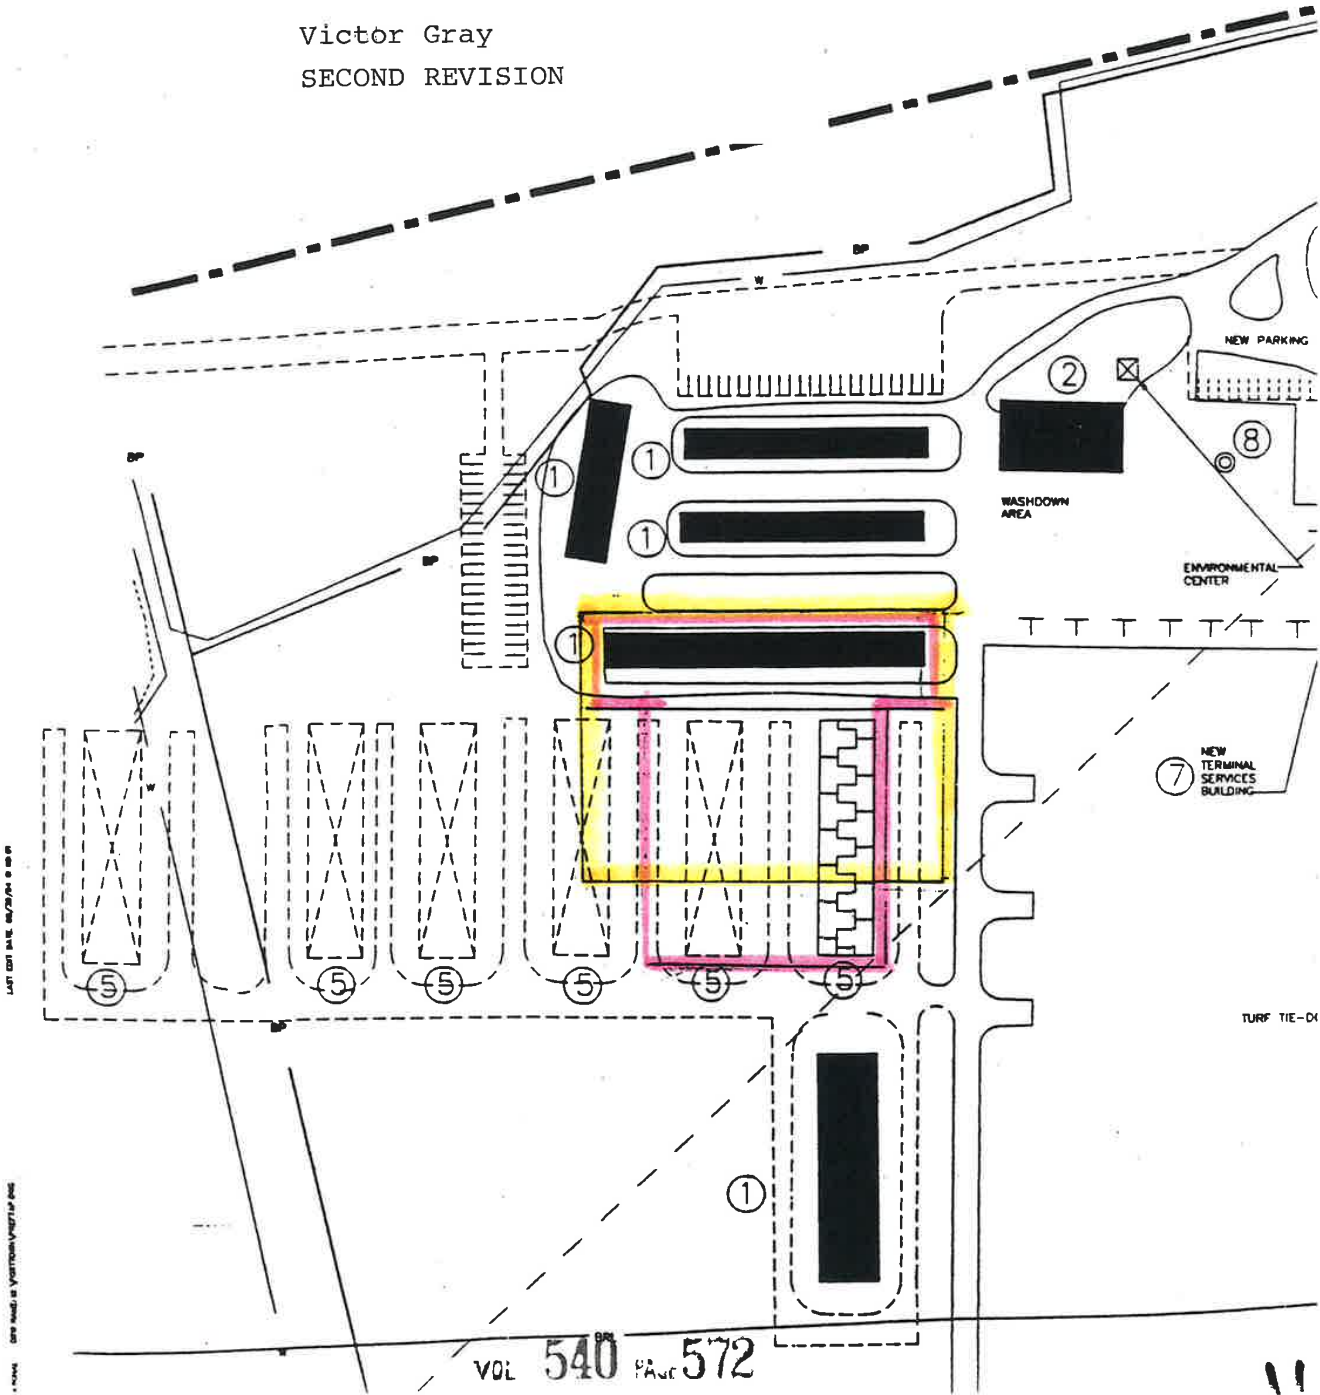 Victor Gray
SECOND REVISION
BP
W
NEW PARKING
2
8
1
1
BP
1
WASHDOWN
AREA
BP
ENVIRONMENTAL
CENTER
1
7
NEW
TERMINAL
SERVICES
BUILDING
W
5
5
5
5
5
5
BP
TURF TIE-D
1
BRL
VOL 540 PAGE 572